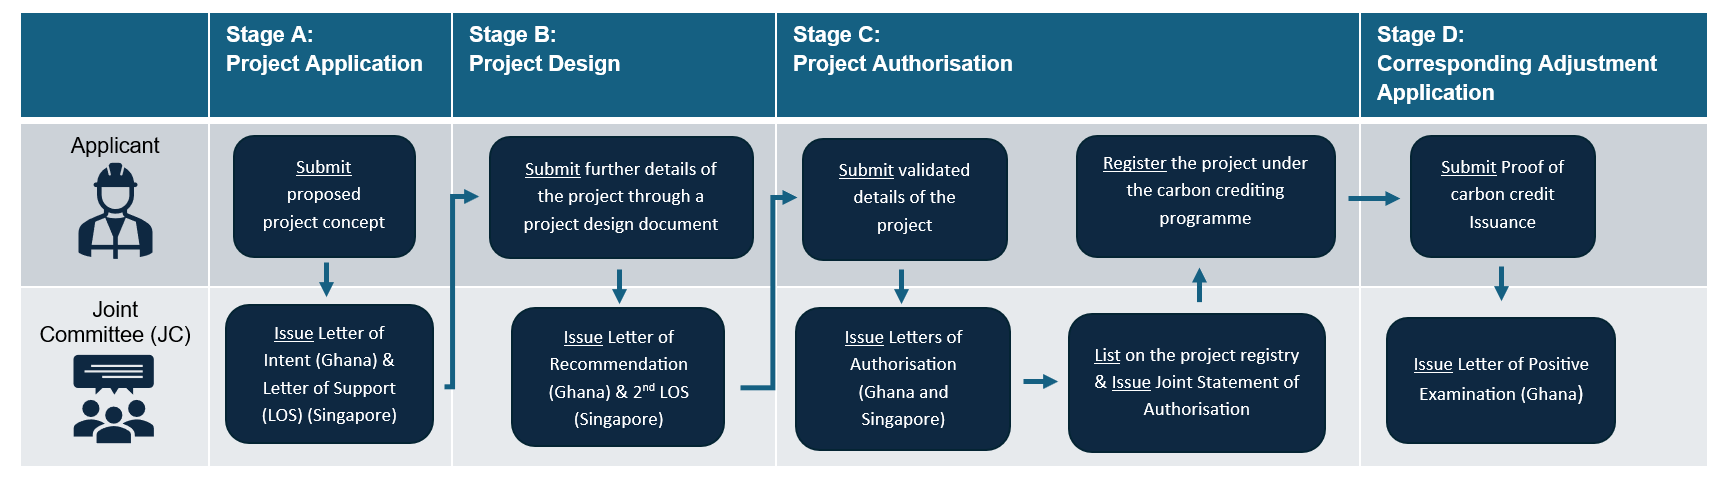 Stage A:
Project Application
Stage B:
Project Design
Stage C:
Project Authorisation
Stage D:
Corresponding Adjustment
Application
Applicant
Submit
proposed
project concept
Submit further details of
the project through a
project design document
Submit validated
details of the
project
Register the project under
the carbon crediting
programme
Submit Proof of
carbon credit
Issuance
Joint
Committee (JC)
Issue Letter of
Intent (Ghana) &
Letter of Support
(LOS) (Singapore)
Issue Letter of
Recommendation
(Ghana) & 2nd LOS
(Singapore)
Issue Letters of
Authorisation
(Ghana and
Singapore)
List on the project registry
& Issue Joint Statement of
Authorisation
Issue Letter of Positive
Examination (Ghana)